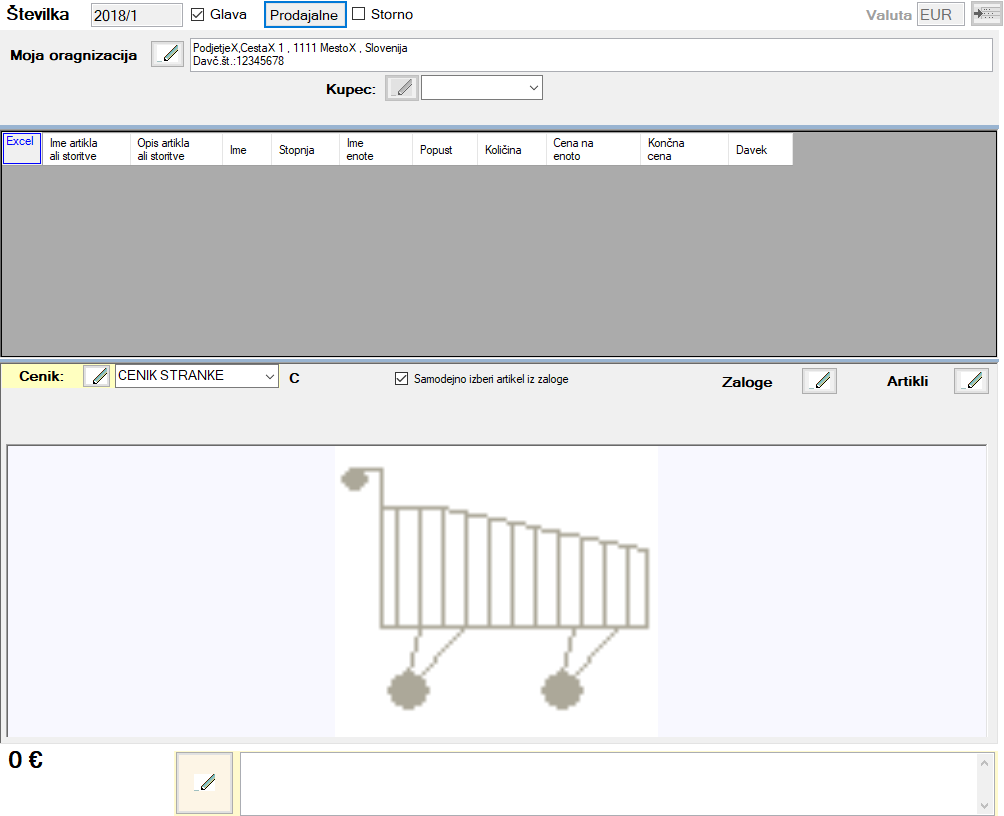 Številka 2018/1 Glava Prodajalne Storno Valuta EUR
Moja oragnizacija
PodjetjeX,CestaX 1 , 1111 MestoX , Slovenija
Davč.št.:12345678
Kupec:
Excel
Ime artikla
ali storitve
Opis artikla
ali storitve
Ime
Stopnja
Ime
enote
Popust
Količina
Cena na
enoto
Končna
cena
Davek
Cenik: CENIK STRANKE C Samodejno izberi artikel iz zaloge Zaloge Artikli
0 €